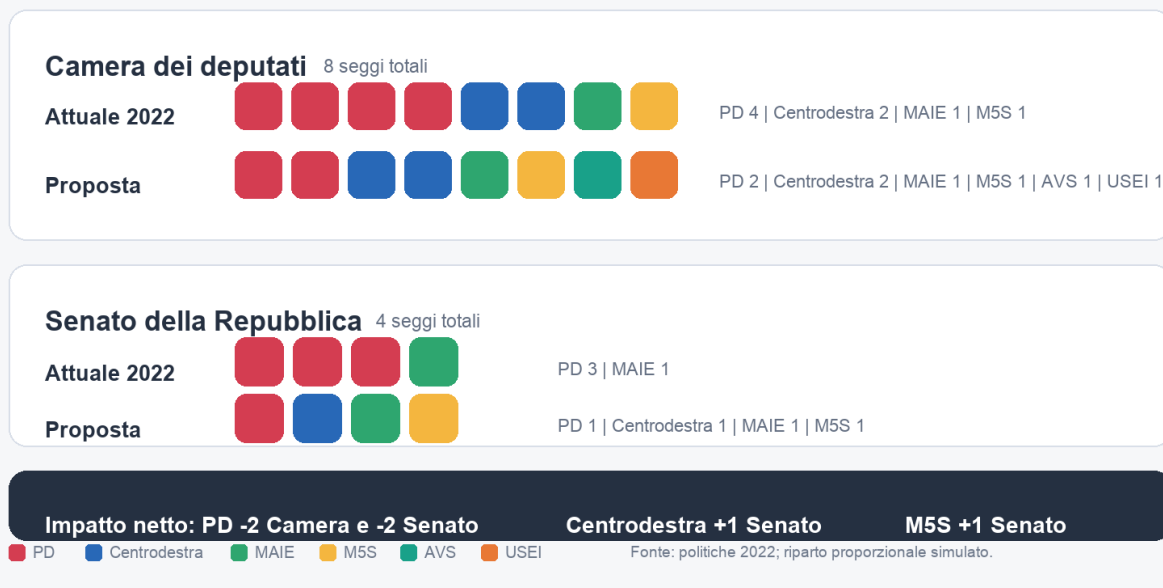 Camera dei deputati 8 seggi totali
Attuale 2022 PD 4 | Centrodestra 2 | MAIE 1 | M5S 1
Proposta PD 2 | Centrodestra 2 | MAIE 1 | M5S 1 | AVS 1 | USEI 1
Senato della Repubblica 4 seggi totali
Attuale 2022 PD 3 | MAIE 1
Proposta PD 1 | Centrodestra 1 | MAIE 1 | M5S 1
Impatto netto: PD -2 Camera e -2 Senato Centrodestra +1 Senato M5S +1 Senato
PD Centrodestra MAIE M5S AVS USEI Fonte: politiche 2022; riparto proporzionale simulato.